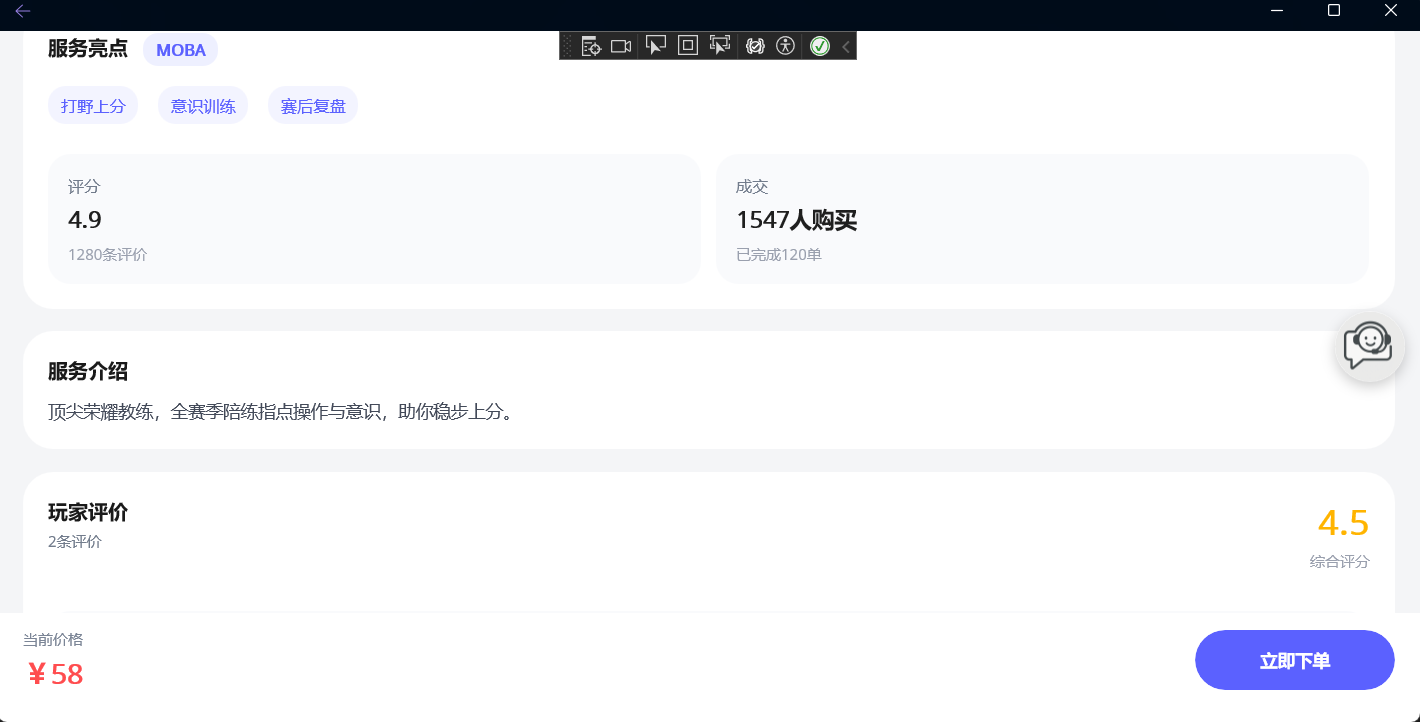 服务亮点 MOBA
打野上分 意识训练 赛后复盘
评分
4.9
1280条评价
成交
1547人购买
已完成120单
服务介绍
顶尖荣耀教练，全赛季陪练指点操作与意识，助你稳步上分。
玩家评价
2条评价
4.5
综合评分
当前价格
¥58
立即下单